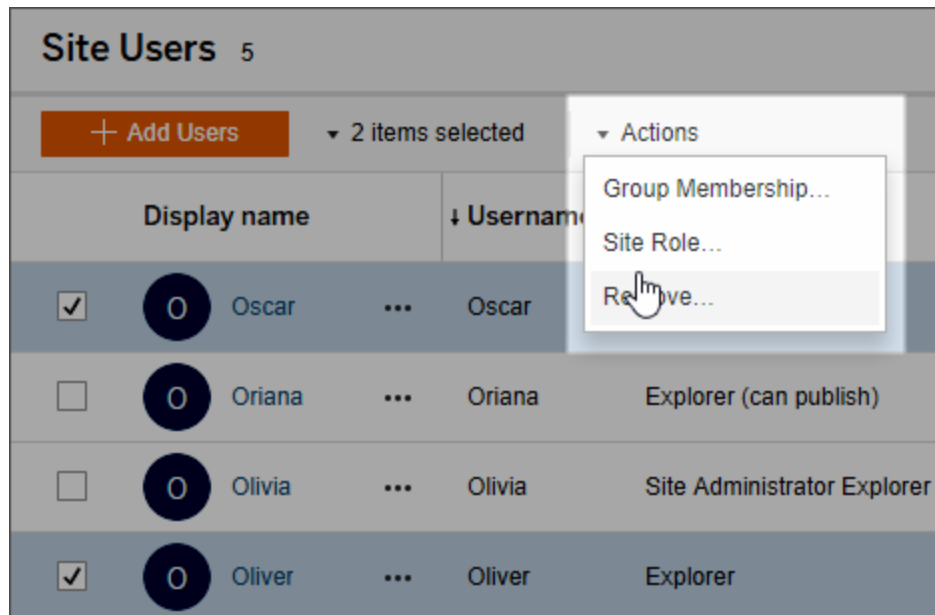 Site Users 5
+ Add Users
2 items selected
Actions
Group Membership...
Site Role...
Remove...
Display name
↓ Username
O Oscar ••• Oscar
O Oriana ••• Oriana Explorer (can publish)
O Olivia ••• Olivia Site Administrator Explorer
O Oliver ••• Oliver Explorer